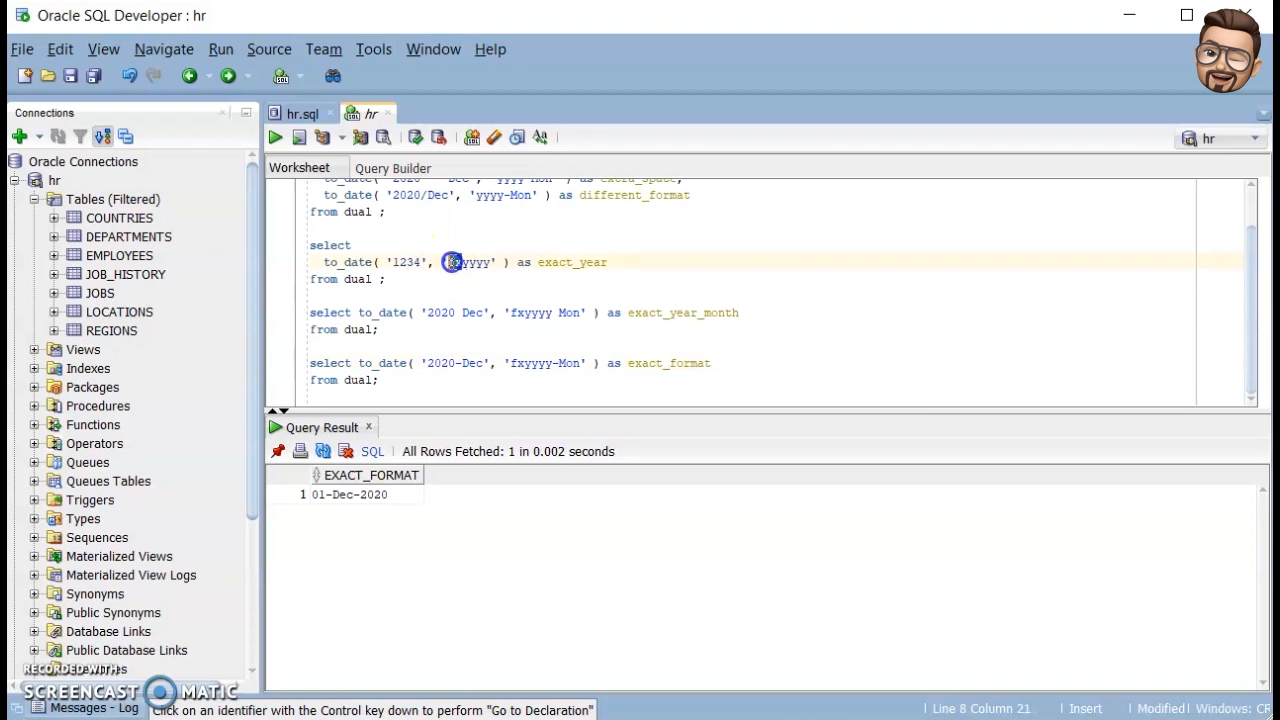 Oracle SQL Developer : hr
File Edit View Navigate Run Source Team Tools Window Help
Connections
hr.sql
hr
hr
Worksheet
Query Builder
Oracle Connections
hr
Tables (Filtered)
COUNTRIES
DEPARTMENTS
EMPLOYEES
JOB_HISTORY
JOBS
LOCATIONS
REGIONS
Views
Indexes
Packages
Procedures
Functions
Operators
Queues
Queues Tables
Triggers
Types
Sequences
Materialized Views
Materialized View Logs
Synonyms
Public Synonyms
Database Links
Public Database Links
to_date( '2020/Dec', 'yyyy-Mon' ) as different_format
from dual ;
select
to_date( '1234', 'fxyyyy' ) as exact_year
from dual ;
select to_date( '2020 Dec', 'fxyyyy Mon' ) as exact_year_month
from dual;
select to_date( '2020-Dec', 'fxyyyy-Mon' ) as exact_format
from dual;
Query Result
SQL
All Rows Fetched: 1 in 0.002 seconds
EXACT_FORMAT
1 01-Dec-2020
RECORDED WITH
SCREENCAST MATIC
Messages - Log
Click on an identifier with the Control key down to perform "Go to Declaration"
Line 8 Column 21
Insert
Modified
Windows: CR